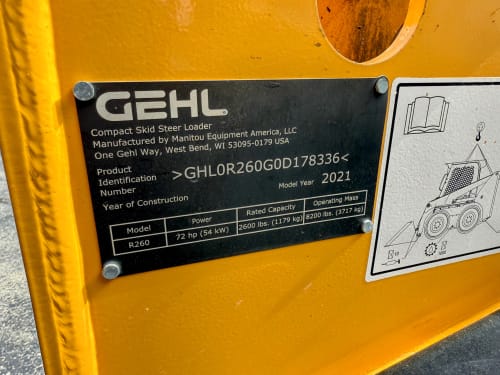 GEHL
Compact Skid Steer Loader
Manufactured by Manitou Equipment America, LLC
One Gehl Way, West Bend, WI 53095-0179 USA
Product
Identification >GHL0R260G0D178336<
Number
Year of Construction Model Year 2021
Model Power Rated Capacity Operating Mass
R260 72 hp (54 kW) 2600 lbs. (1179 kg) 8200 lbs. (3717 kg)